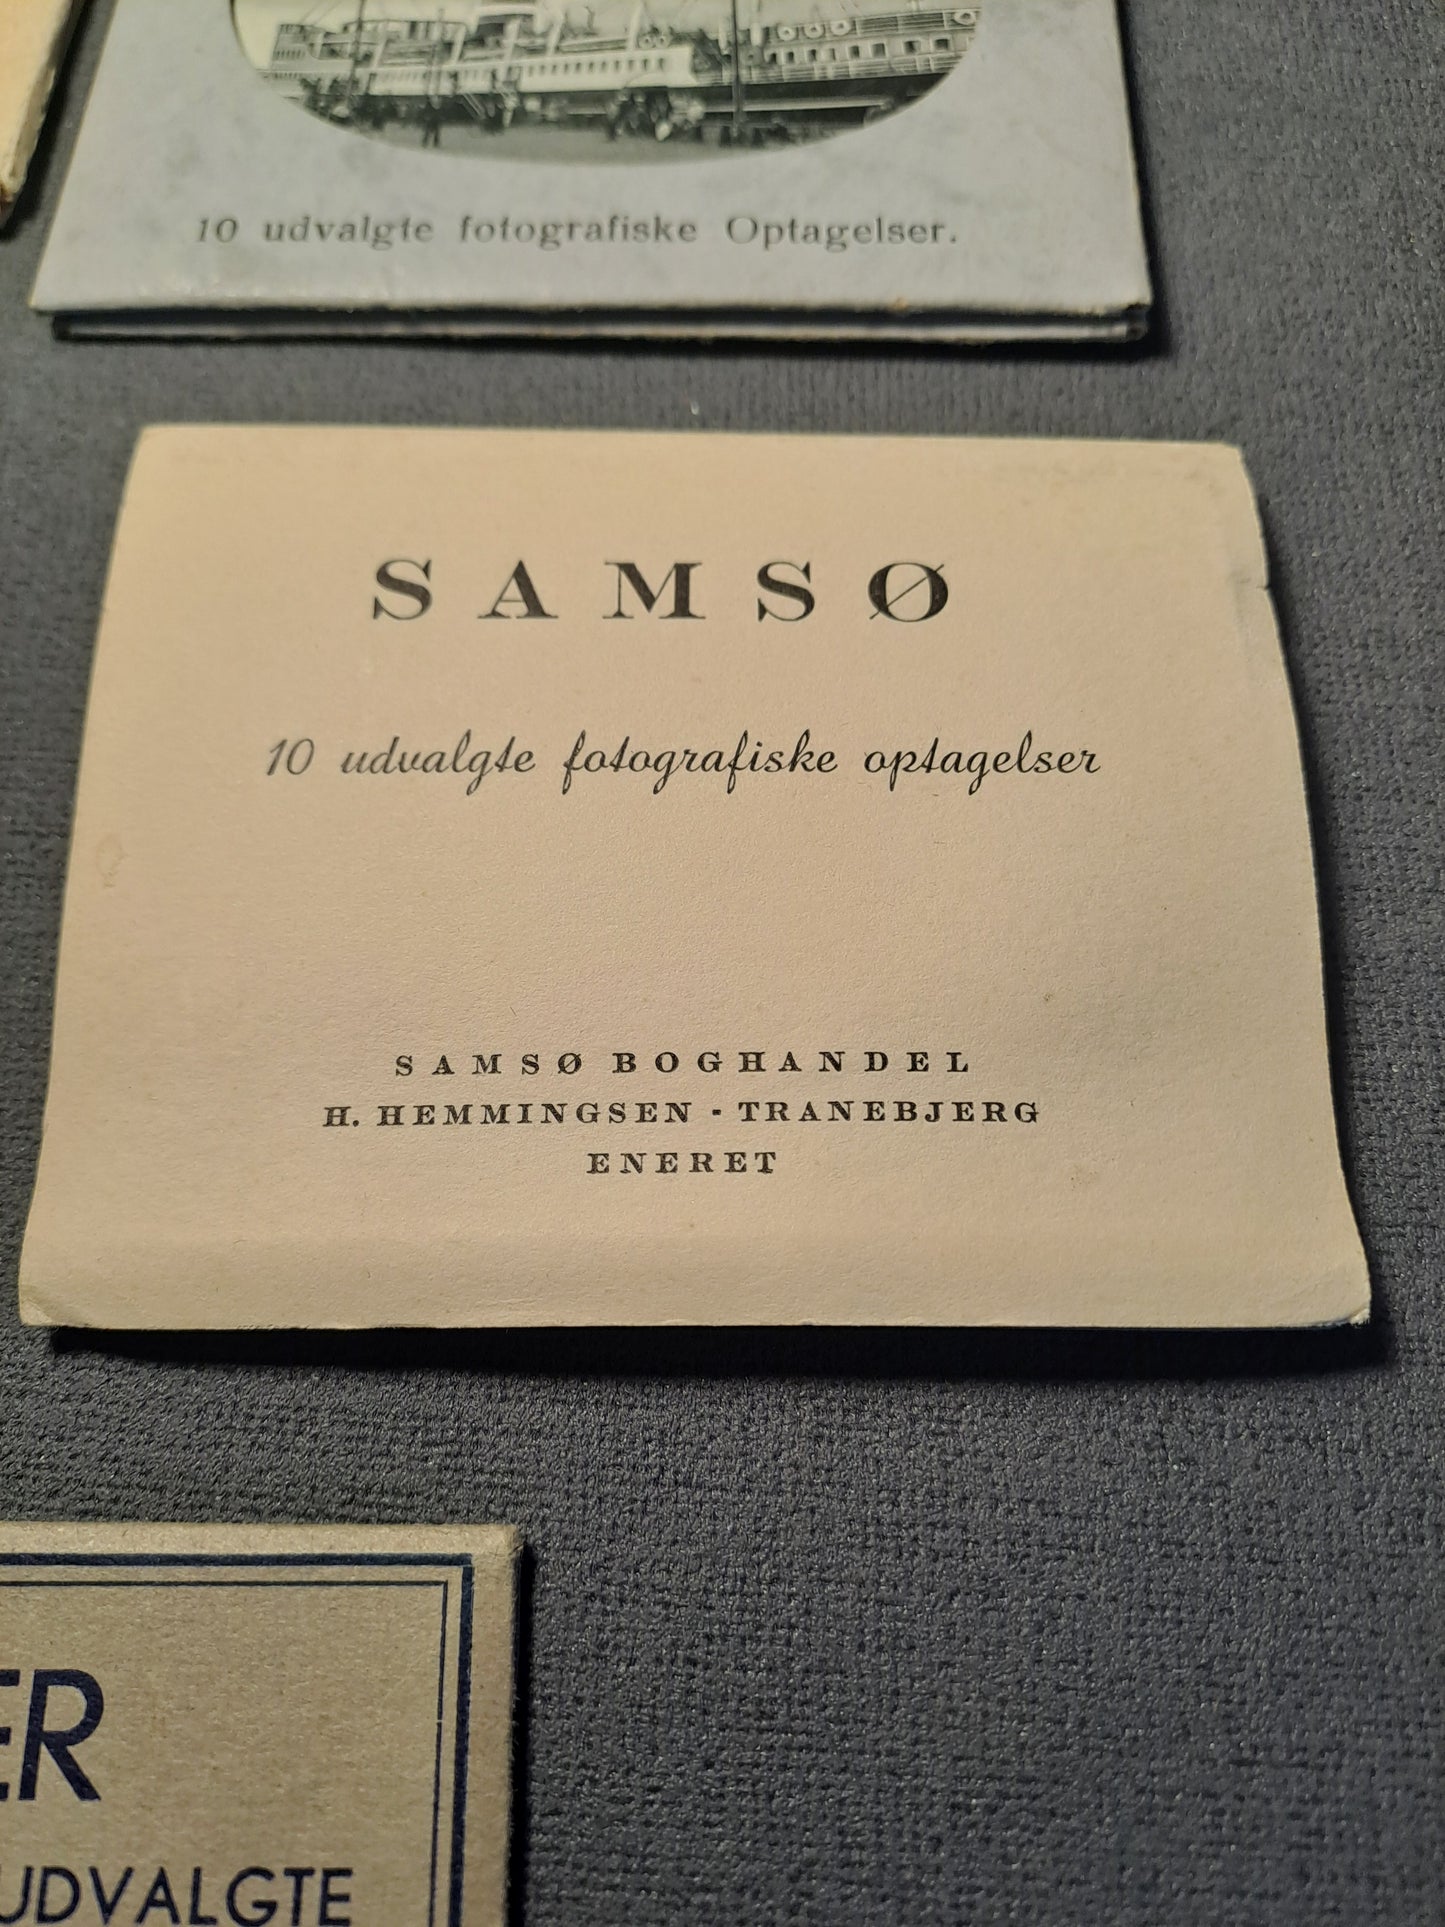 10 udvalgte fotografiske Optagelser.
SAMSØ
10 udvalgte fotografiske optagelser
SAMSØ BOGHANDEL
H. HEMMINGSEN - TRANEBJERG
ENERET
ER
UDVALGTE